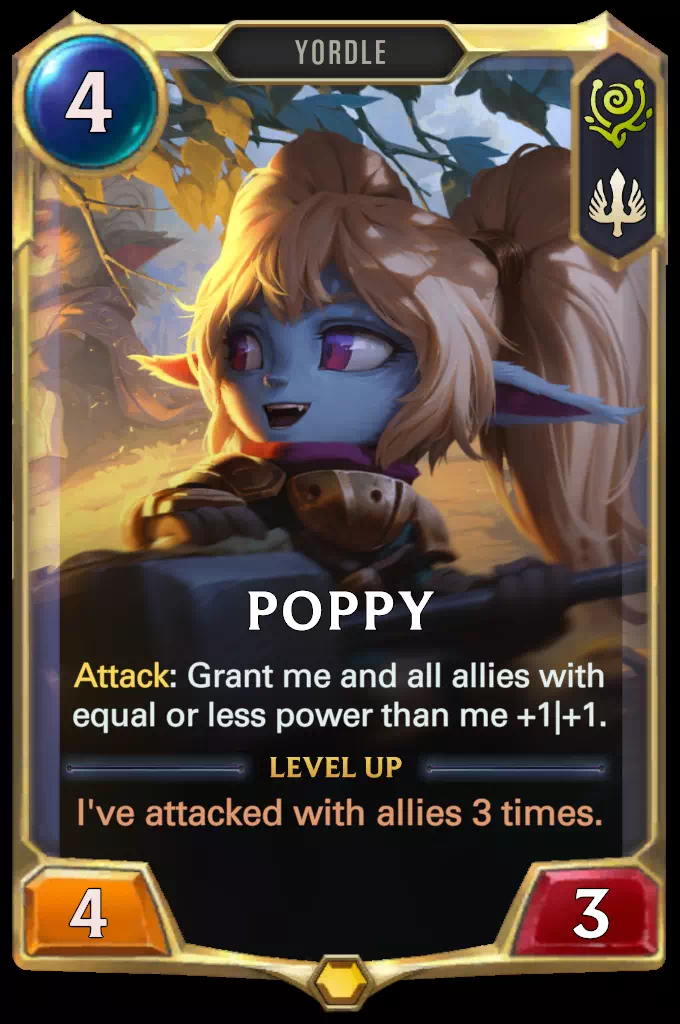 YORDLE
4
POPPY
Attack: Grant me and all allies with
equal or less power than me +1|+1.
LEVEL UP
I've attacked with allies 3 times.
4
3